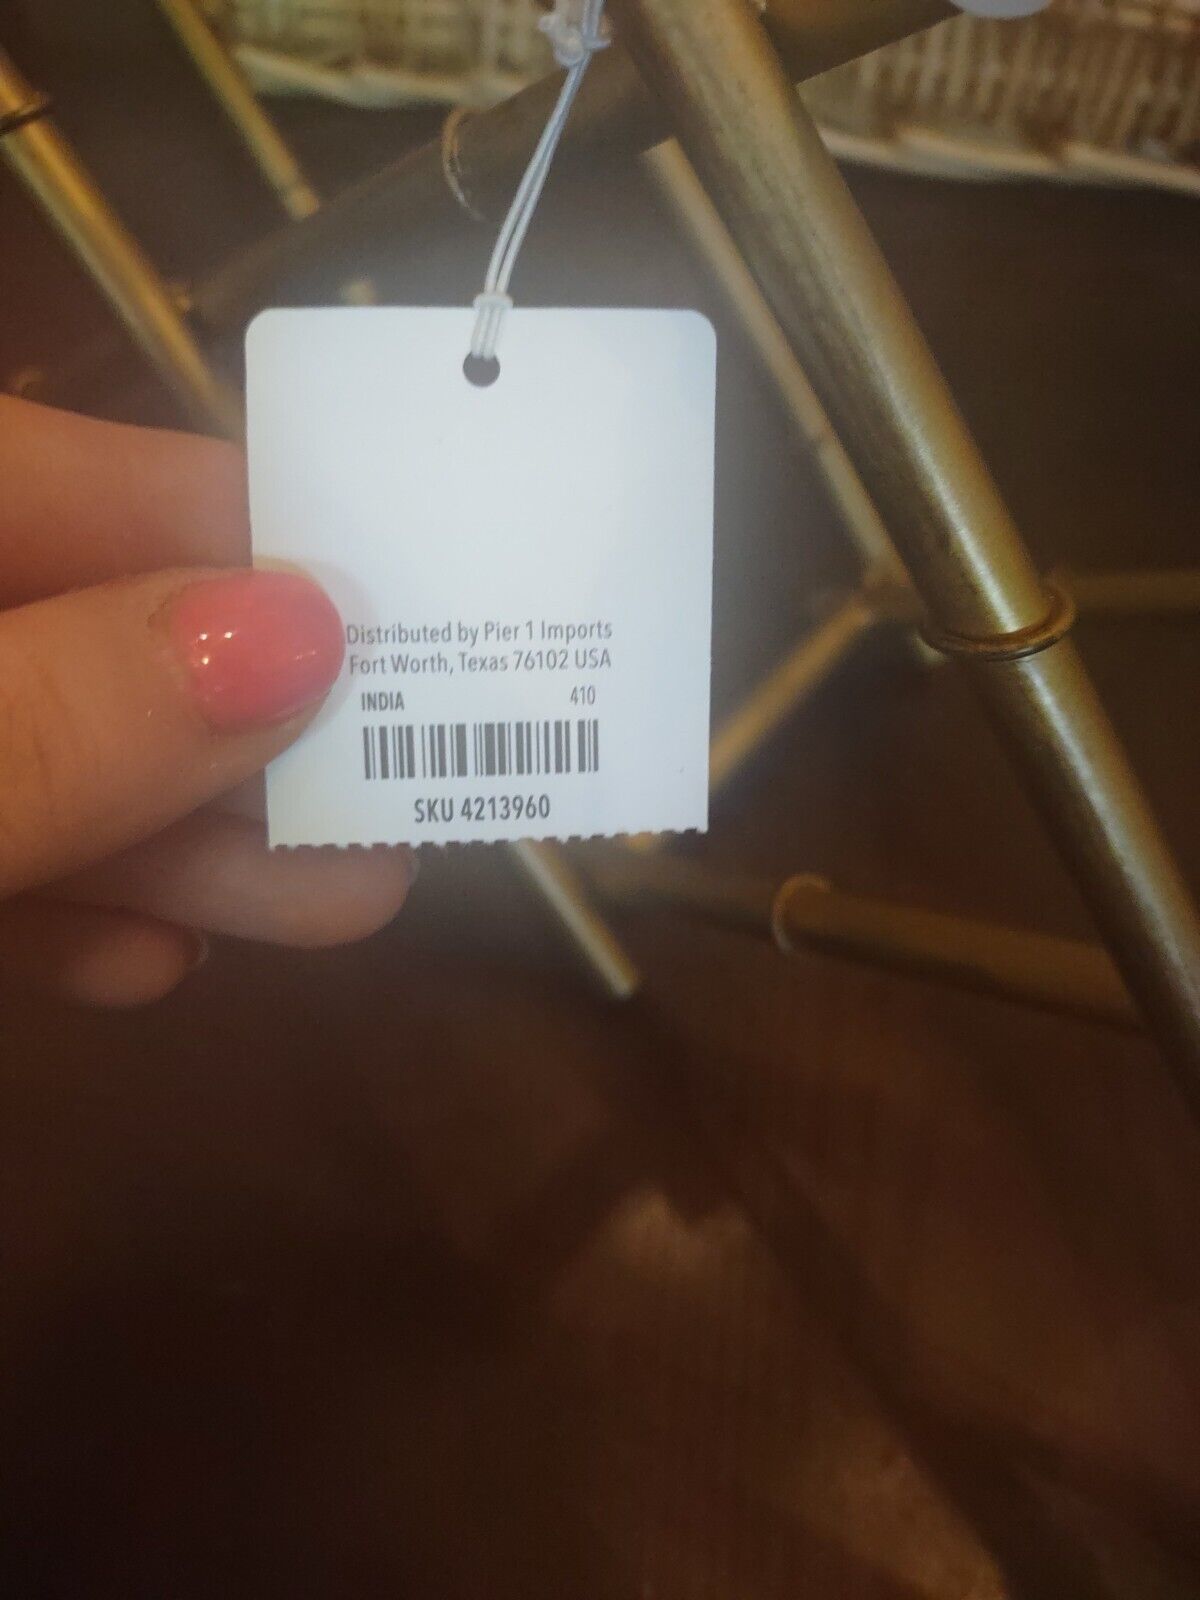 Distributed by Pier 1 Imports
Fort Worth, Texas 76102 USA
INDIA 410
SKU 4213960